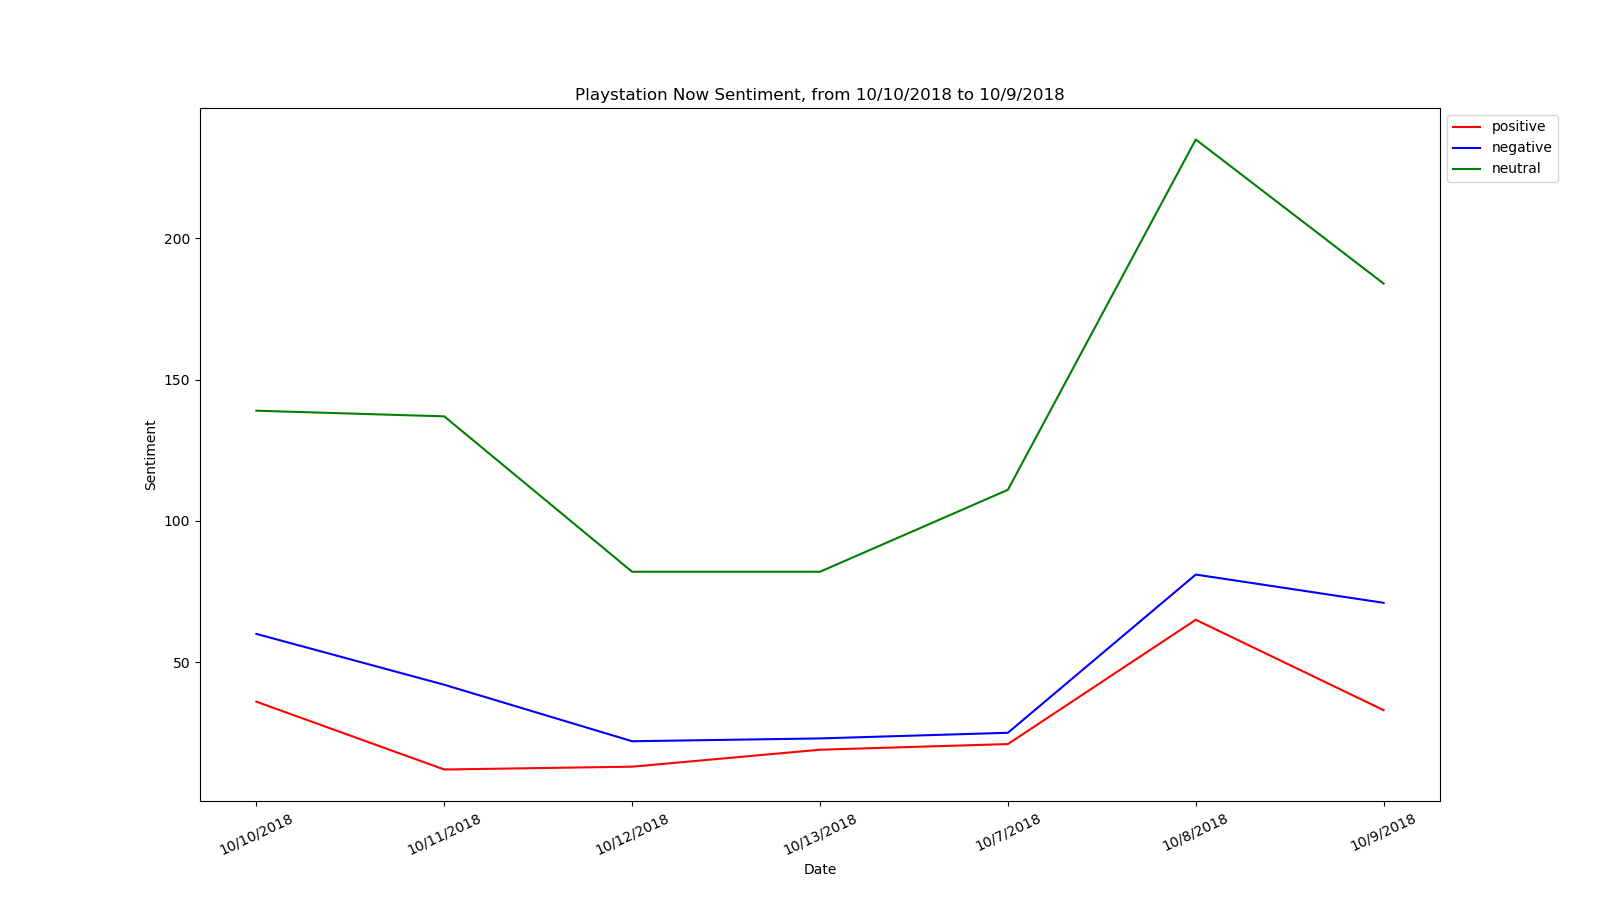 Playstation Now Sentiment, from 10/10/2018 to 10/9/2018
positive
negative
neutral
200
150
100
50
Sentiment
10/10/2018
10/11/2018
10/12/2018
10/13/2018
10/7/2018
10/8/2018
10/9/2018
Date